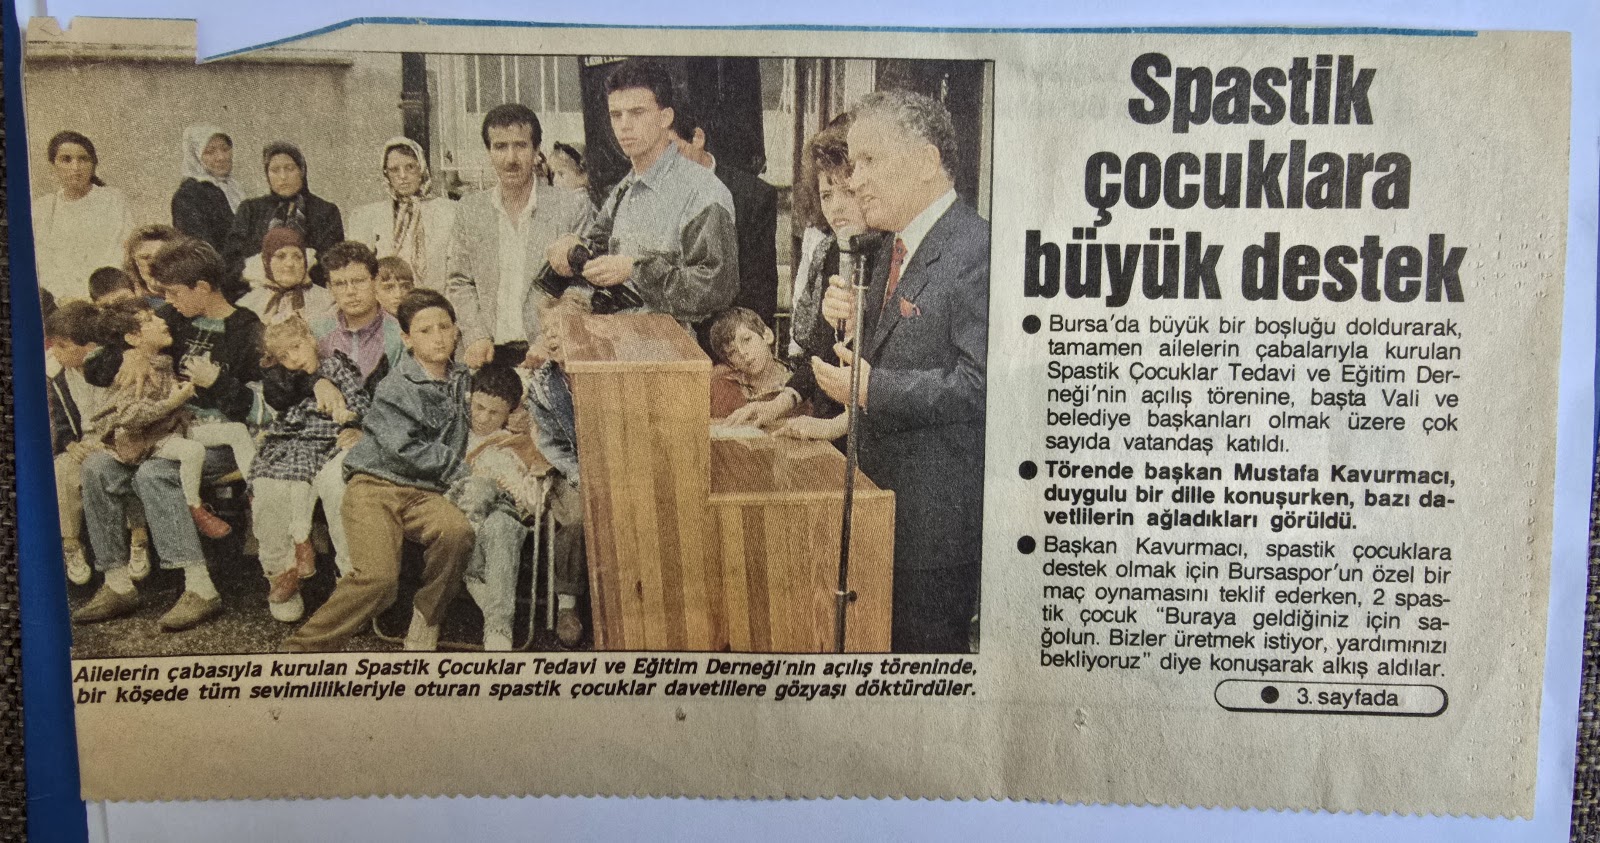 Spastik
çocuklara
büyük destek
● Bursa'da büyük bir boşluğu doldurarak,
tamamen ailelerin çabalarıyla kurulan
Spastik Çocuklar Tedavi ve Eğitim Der-
neği'nin açılış törenine, başta Vali ve
belediye başkanları olmak üzere çok
sayıda vatandaş katıldı.
● Törende başkan Mustafa Kavurmacı,
duygulu bir dille konuşurken, bazı da-
vetlilerin ağladıkları görüldü.
● Başkan Kavurmacı, spastik çocuklara
destek olmak için Bursaspor'un özel bir
maç oynamasını teklif ederken, 2 spas-
tik çocuk "Buraya geldiğiniz için sa-
ğolun. Bizler üretmek istiyor, yardımınızı
bekliyoruz" diye konuşarak alkış aldılar.
● 3. sayfada
Ailelerin çabasıyla kurulan Spastik Çocuklar Tedavi ve Eğitim Derneği'nin açılış töreninde,
bir köşede tüm sevimlilikleriyle oturan spastik çocuklar davetlilere gözyaşı döktürdüler.